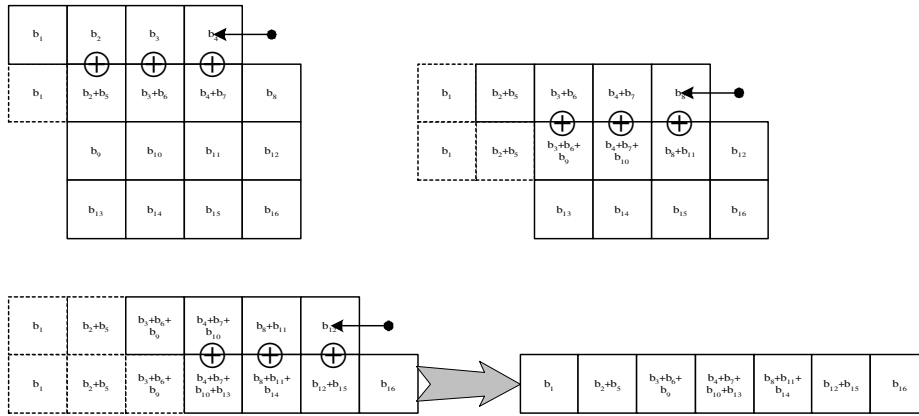 b₁ b₂ b₃ b₄
b₁ b₂+b₅ b₃+b₆ b₄+b₇ b₈
b₉ b₁₀ b₁₁ b₁₂
b₁₃ b₁₄ b₁₅ b₁₆
b₁ b₂+b₅ b₃+b₆ b₄+b₇ b₈
b₁ b₂+b₅ b₃+b₆+ b₄+b₇+ b₈+b₁₁ b₁₂
b₉ b₁₀
b₁₃ b₁₄ b₁₅ b₁₆
b₁ b₂+b₅ b₃+b₆+ b₄+b₇+ b₈+b₁₁ b₁₂
b₉ b₁₀
b₁ b₂+b₅ b₃+b₆+ b₄+b₇+ b₈+b₁₁+ b₁₂+b₁₅ b₁₆
b₉ b₁₀+b₁₃ b₁₄
b₁ b₂+b₅ b₃+b₆+ b₄+b₇+ b₈+b₁₁+ b₁₂+b₁₅ b₁₆
b₉ b₁₀+b₁₃ b₁₄